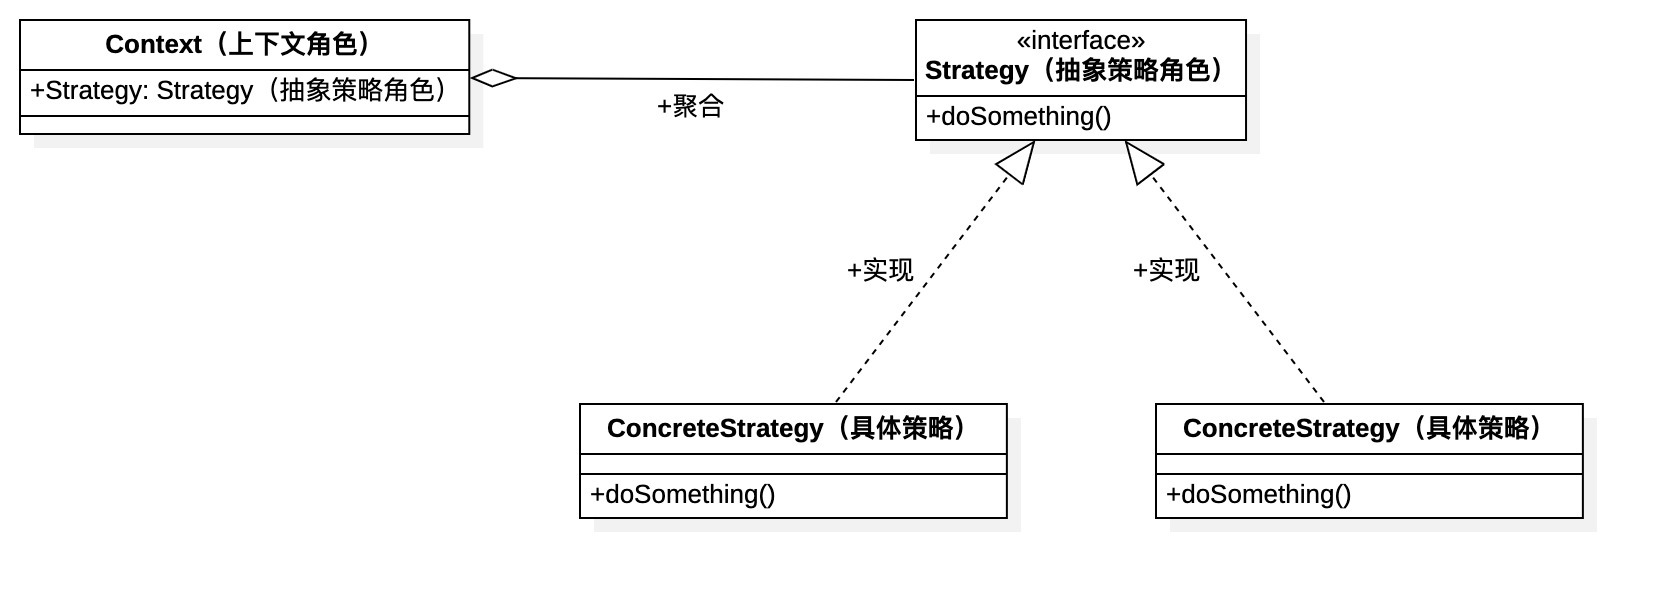 Context（上下文角色）
+Strategy: Strategy（抽象策略角色）
«interface»
Strategy（抽象策略角色）
+doSomething()
+聚合
+实现
+实现
ConcreteStrategy（具体策略）
+doSomething()
ConcreteStrategy（具体策略）
+doSomething()